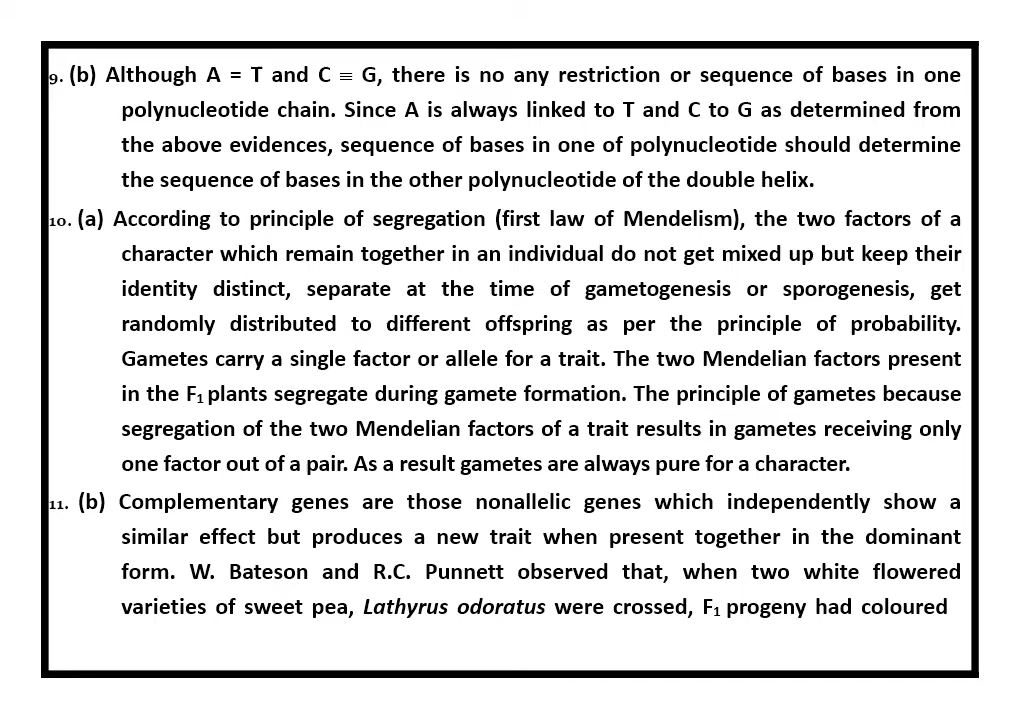 9. (b) Although A = T and C ≡ G, there is no any restriction or sequence of bases in one
polynucleotide chain. Since A is always linked to T and C to G as determined from
the above evidences, sequence of bases in one of polynucleotide should determine
the sequence of bases in the other polynucleotide of the double helix.
10. (a) According to principle of segregation (first law of Mendelism), the two factors of a
character which remain together in an individual do not get mixed up but keep their
identity distinct, separate at the time of gametogenesis or sporogenesis, get
randomly distributed to different offspring as per the principle of probability.
Gametes carry a single factor or allele for a trait. The two Mendelian factors present
in the F₁ plants segregate during gamete formation. The principle of gametes because
segregation of the two Mendelian factors of a trait results in gametes receiving only
one factor out of a pair. As a result gametes are always pure for a character.
11. (b) Complementary genes are those nonallelic genes which independently show a
similar effect but produces a new trait when present together in the dominant
form. W. Bateson and R.C. Punnett observed that, when two white flowered
varieties of sweet pea, Lathyrus odoratus were crossed, F₁ progeny had coloured